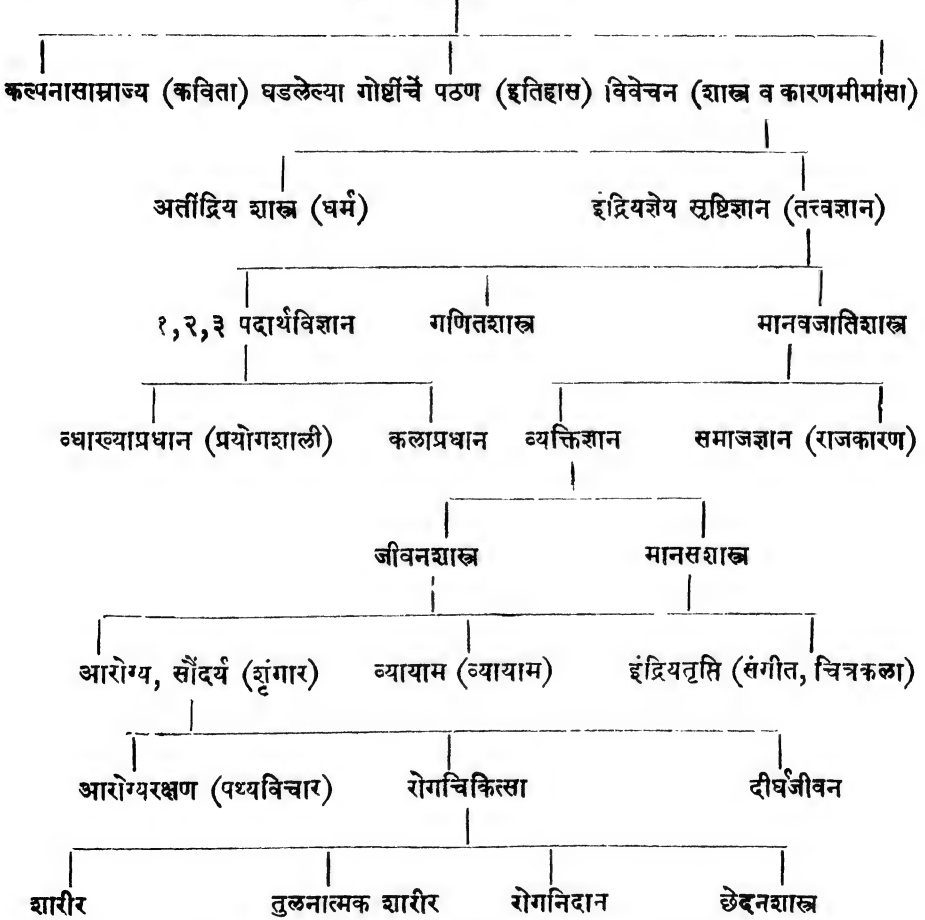 कल्पनासाम्राज्य (कविता) घडलेल्या गोष्टींचें पठण (इतिहास) विवेचन (शास्त्र व कारणमीमांसा)
अतींद्रिय शास्त्र (धर्म) इंद्रियज्ञेय सृष्टिज्ञान (तत्त्वज्ञान)
१,२,३ पदार्थविज्ञान गणितशास्त्र मानवजातिशास्त्र
व्याख्याप्रधान (प्रयोगशाली) कलाप्रधान व्यक्तिज्ञान समाजज्ञान (राजकारण)
जीवनशास्त्र मानसशास्त्र
आरोग्य, सौंदर्य (शृंगार) व्यायाम (व्यायाम) इंद्रियतृप्ति (संगीत, चित्रकला)
आरोग्यरक्षण (पथ्यविचार) रोगचिकित्सा दीर्घजीवन
शारीर तुलनात्मक शारीर रोगनिदान छेदनशास्त्र